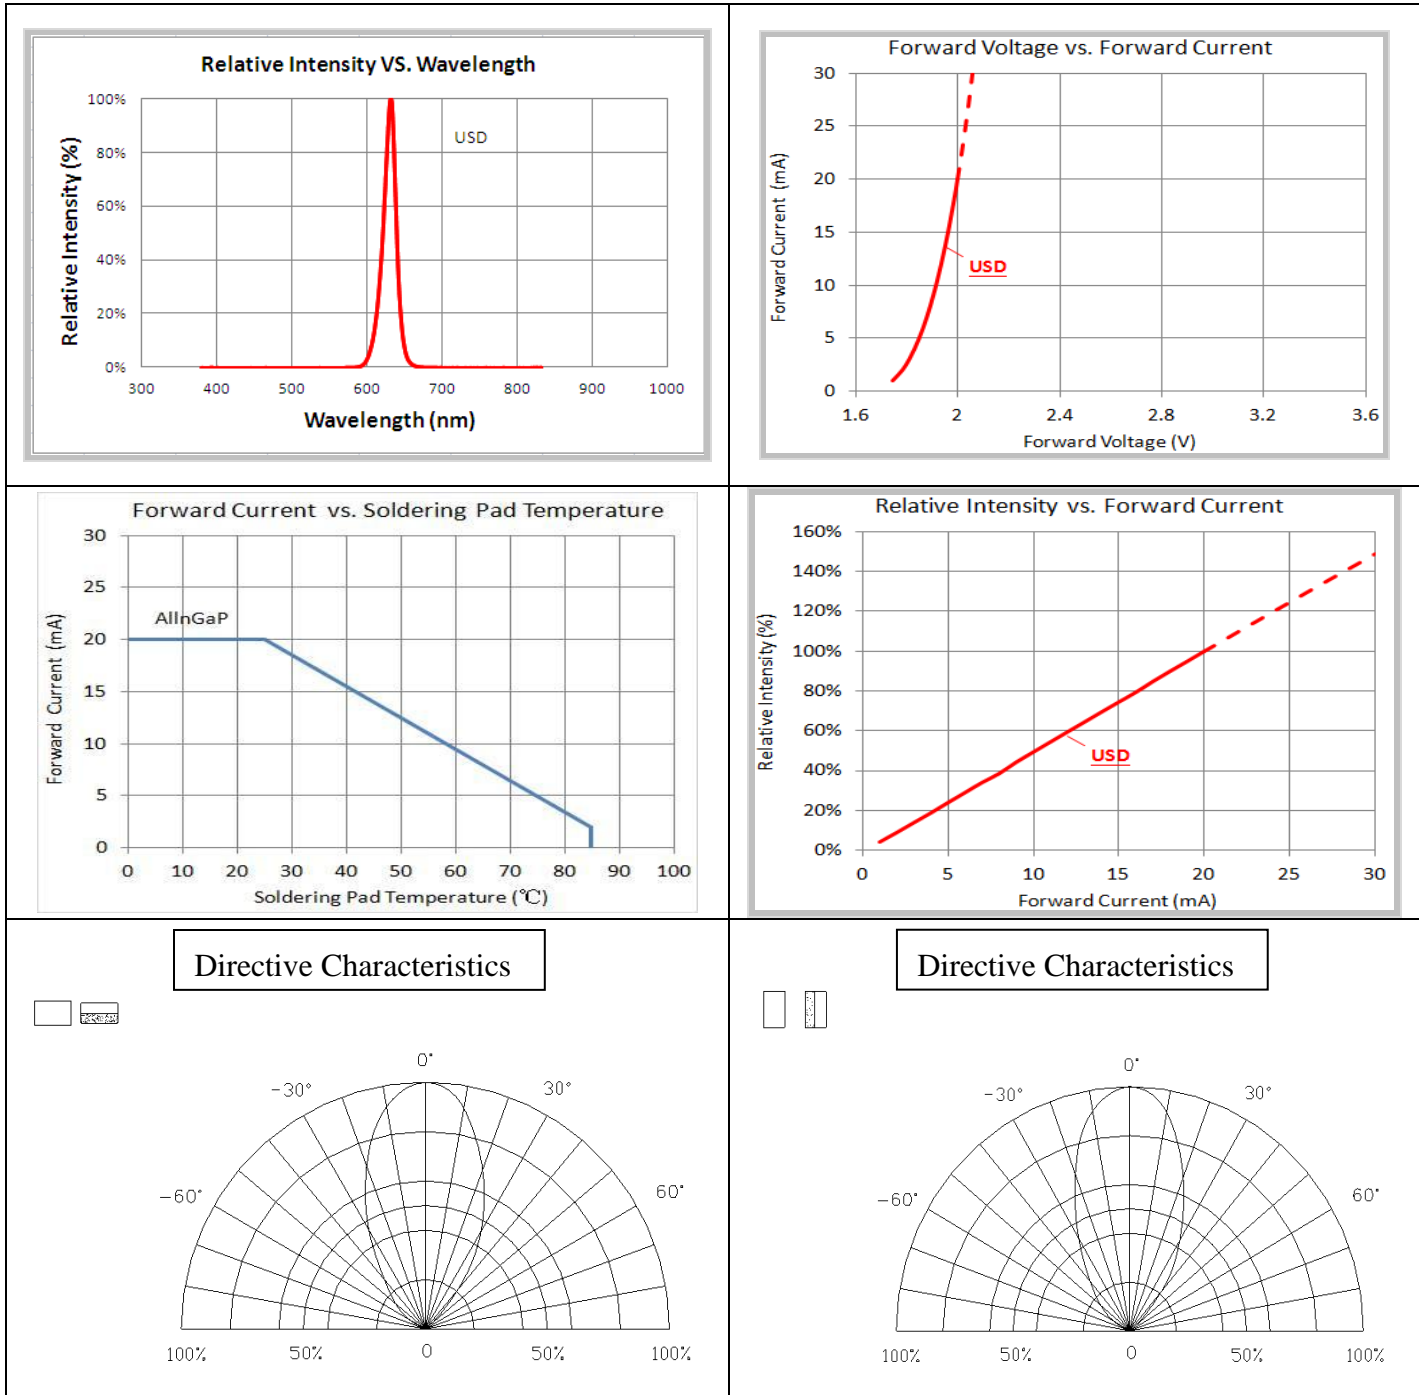 Relative Intensity VS. Wavelength
100%
80%
60%
40%
20%
0%
USD
300 400 500 600 700 800 900 1000
Relative Intensity (%)
Wavelength (nm)
Forward Voltage vs. Forward Current
30
25
20
15
10
5
0
USD
1.6 2 2.4 2.8 3.2 3.6
Forward Current (mA)
Forward Voltage (V)
Forward Current vs. Soldering Pad Temperature
30
25
20
15
10
5
0
AllnGaP
0 10 20 30 40 50 60 70 80 90 100
Forward Current (mA)
Soldering Pad Temperature (℃)
Relative Intensity vs. Forward Current
160%
140%
120%
100%
80%
60%
40%
20%
0%
USD
0 5 10 15 20 25 30
Relative Intensity (%)
Forward Current (mA)
Directive Characteristics
0°
-30° 30°
-60° 60°
100% 50% 0 50% 100%
Directive Characteristics
0°
-30° 30°
-60° 60°
100% 50% 0 50% 100%